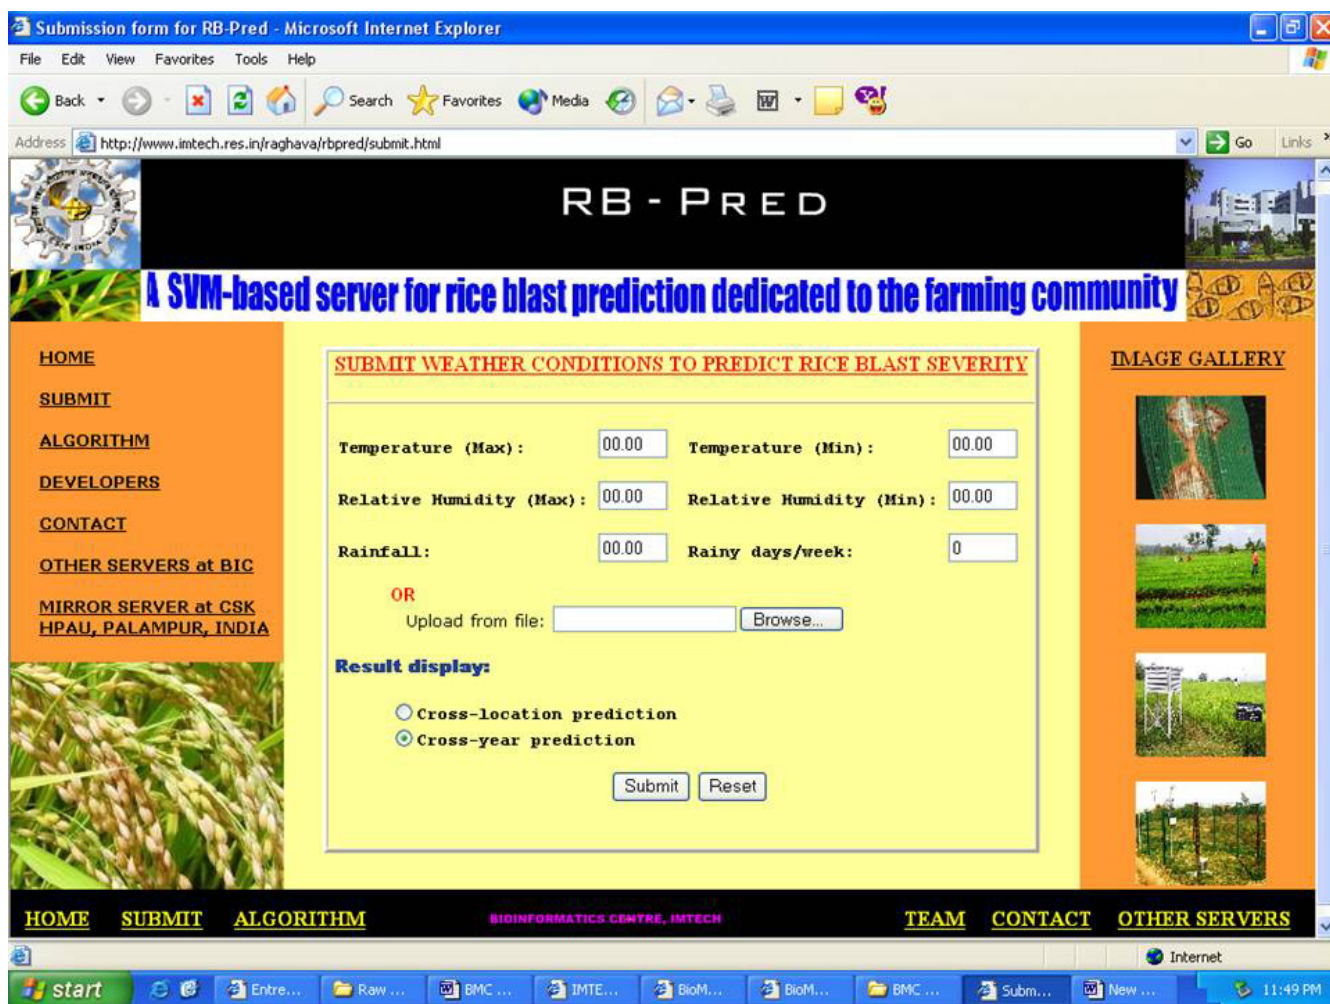 Submission form for RB-Pred - Microsoft Internet Explorer
File Edit View Favorites Tools Help
Back Search Favorites Media
Address http://www.imtech.res.in/raghava/rbpred/submit.html Go Links
RB - PRED
A SVM-based server for rice blast prediction dedicated to the farming community
HOME
SUBMIT
ALGORITHM
DEVELOPERS
CONTACT
OTHER SERVERS at BIC
MIRROR SERVER at CSK
HPAU, PALAMPUR, INDIA
SUBMIT WEATHER CONDITIONS TO PREDICT RICE BLAST SEVERITY
Temperature (Max): 00.00 Temperature (Min): 00.00
Relative Humidity (Max): 00.00 Relative Humidity (Min): 00.00
Rainfall: 00.00 Rainy days/week: 0
OR
Upload from file: Browse...
Result display:
Cross-location prediction
Cross-year prediction
Submit Reset
IMAGE GALLERY
HOME SUBMIT ALGORITHM BIOINFORMATICS CENTRE, IMTECH TEAM CONTACT OTHER SERVERS
Internet
start Entre... Raw ... BMC ... IMTE... BioM... BioM... BMC ... Subm... New ... 11:49 PM